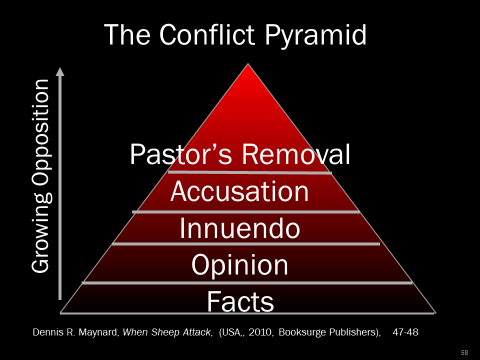 The Conflict Pyramid
Growing Opposition
Pastor's Removal
Accusation
Innuendo
Opinion
Facts
Dennis R. Maynard, When Sheep Attack, (USA,, 2010, Booksurge Publishers), 47-48
58